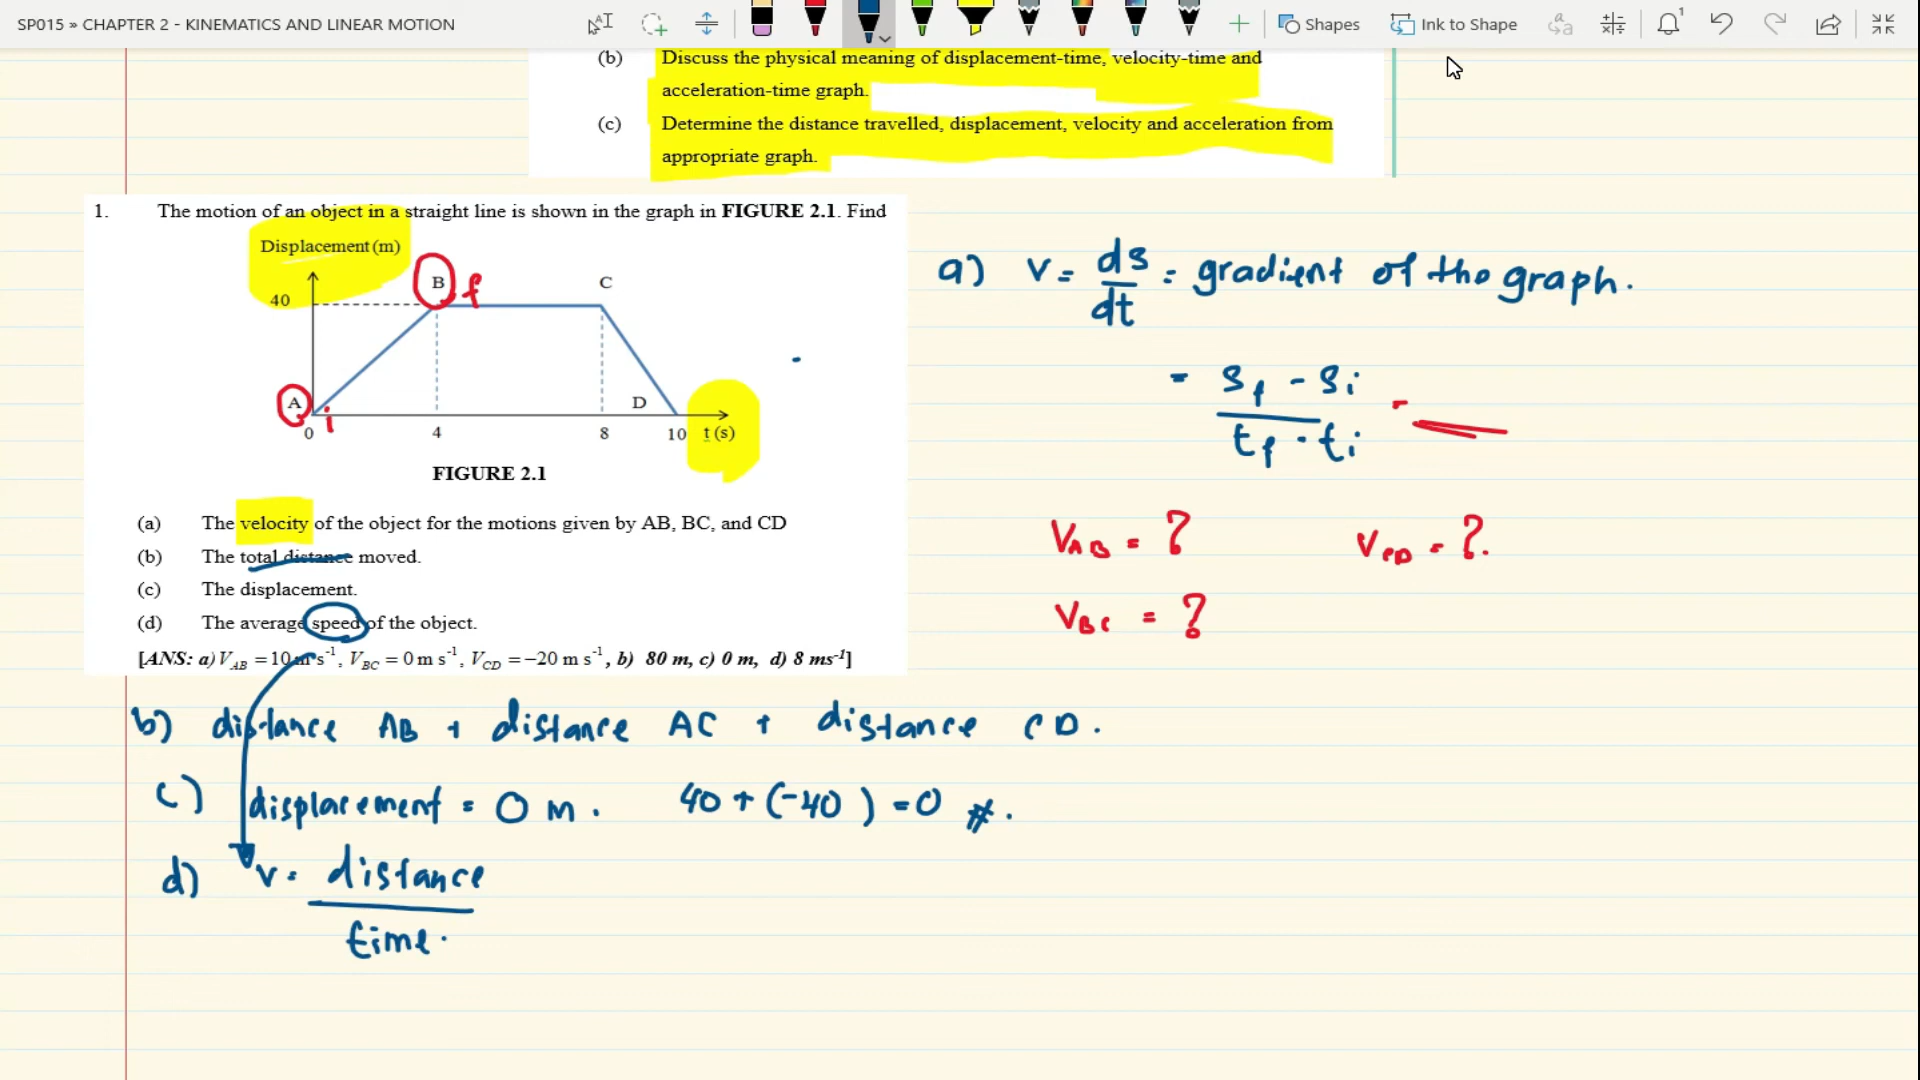 SP015 » CHAPTER 2 - KINEMATICS AND LINEAR MOTION
Shapes
Ink to Shape
1
(b) Discuss the physical meaning of displacement-time, velocity-time and
acceleration-time graph.
(c) Determine the distance travelled, displacement, velocity and acceleration from
appropriate graph.
1. The motion of an object in a straight line is shown in the graph in FIGURE 2.1. Find
Displacement (m)
40
B f C
A i D
0 4 8 10 t (s)
FIGURE 2.1
(a) The velocity of the object for the motions given by AB, BC, and CD
(b) The total distance moved.
(c) The displacement.
(d) The average speed of the object.
[ANS: a) V_AB = 10 m s⁻¹, V_BC = 0 m s⁻¹, V_CD = −20 m s⁻¹, b) 80 m, c) 0 m, d) 8 ms⁻¹]
a) v = ds/dt = gradient of the graph.
= sf - si / tf - ti =
VAB = ? VCD = ?.
VBC = ?
b) distance AB + distance AC + distance CD.
c) displacement = 0 m. 40 + (-40) = 0 #.
d) v = distance
time.